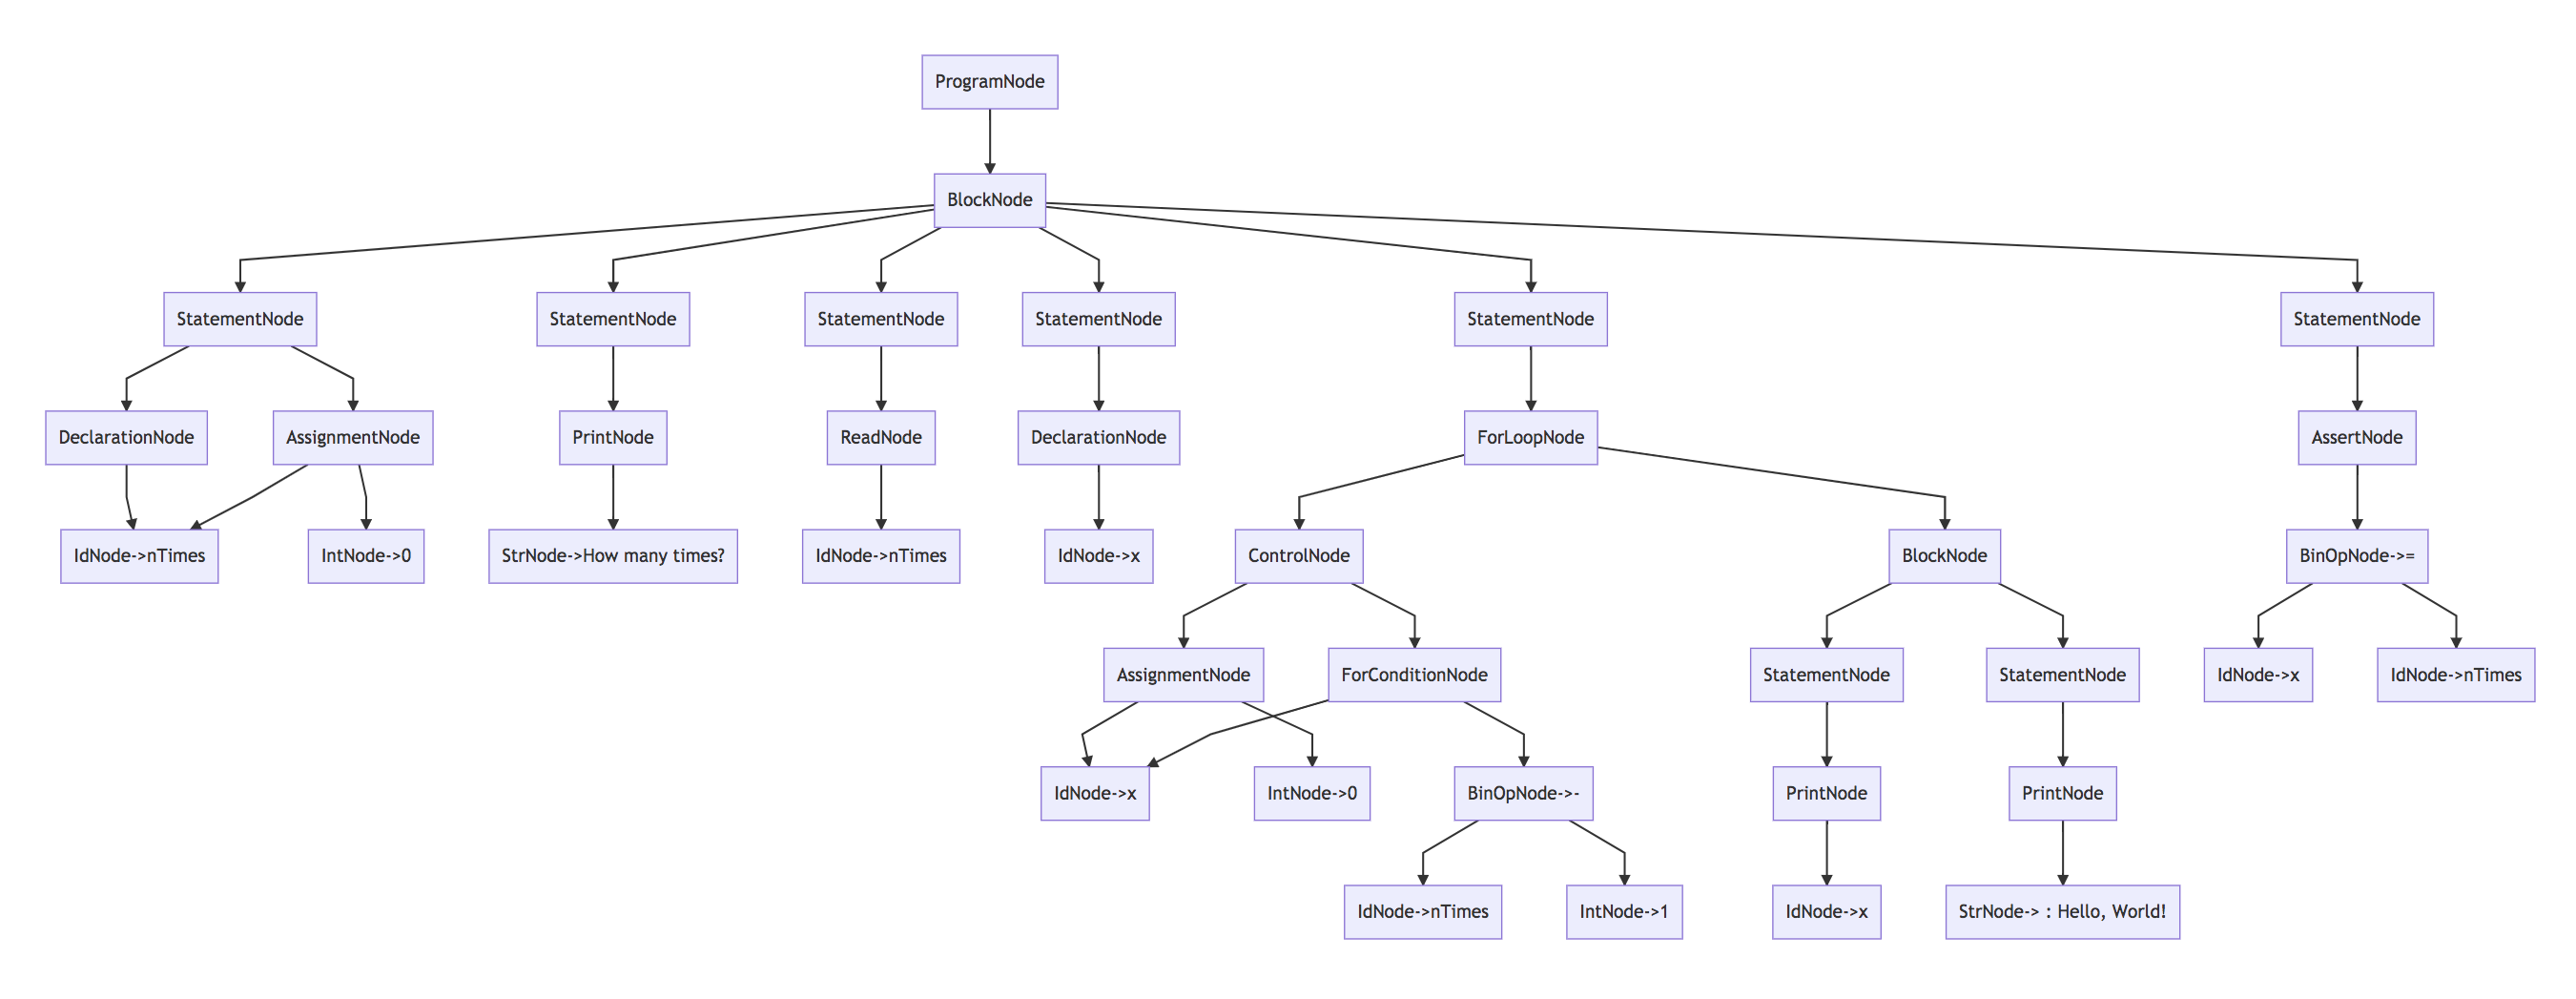 ProgramNode
BlockNode
StatementNode
StatementNode
StatementNode
StatementNode
StatementNode
StatementNode
DeclarationNode
AssignmentNode
PrintNode
ReadNode
DeclarationNode
ForLoopNode
AssertNode
IdNode->nTimes
IntNode->0
StrNode->How many times?
IdNode->nTimes
IdNode->x
ControlNode
BlockNode
BinOpNode->=
AssignmentNode
ForConditionNode
StatementNode
StatementNode
IdNode->x
IdNode->nTimes
IdNode->x
IntNode->0
BinOpNode->-
PrintNode
PrintNode
IdNode->nTimes
IntNode->1
IdNode->x
StrNode-> : Hello, World!